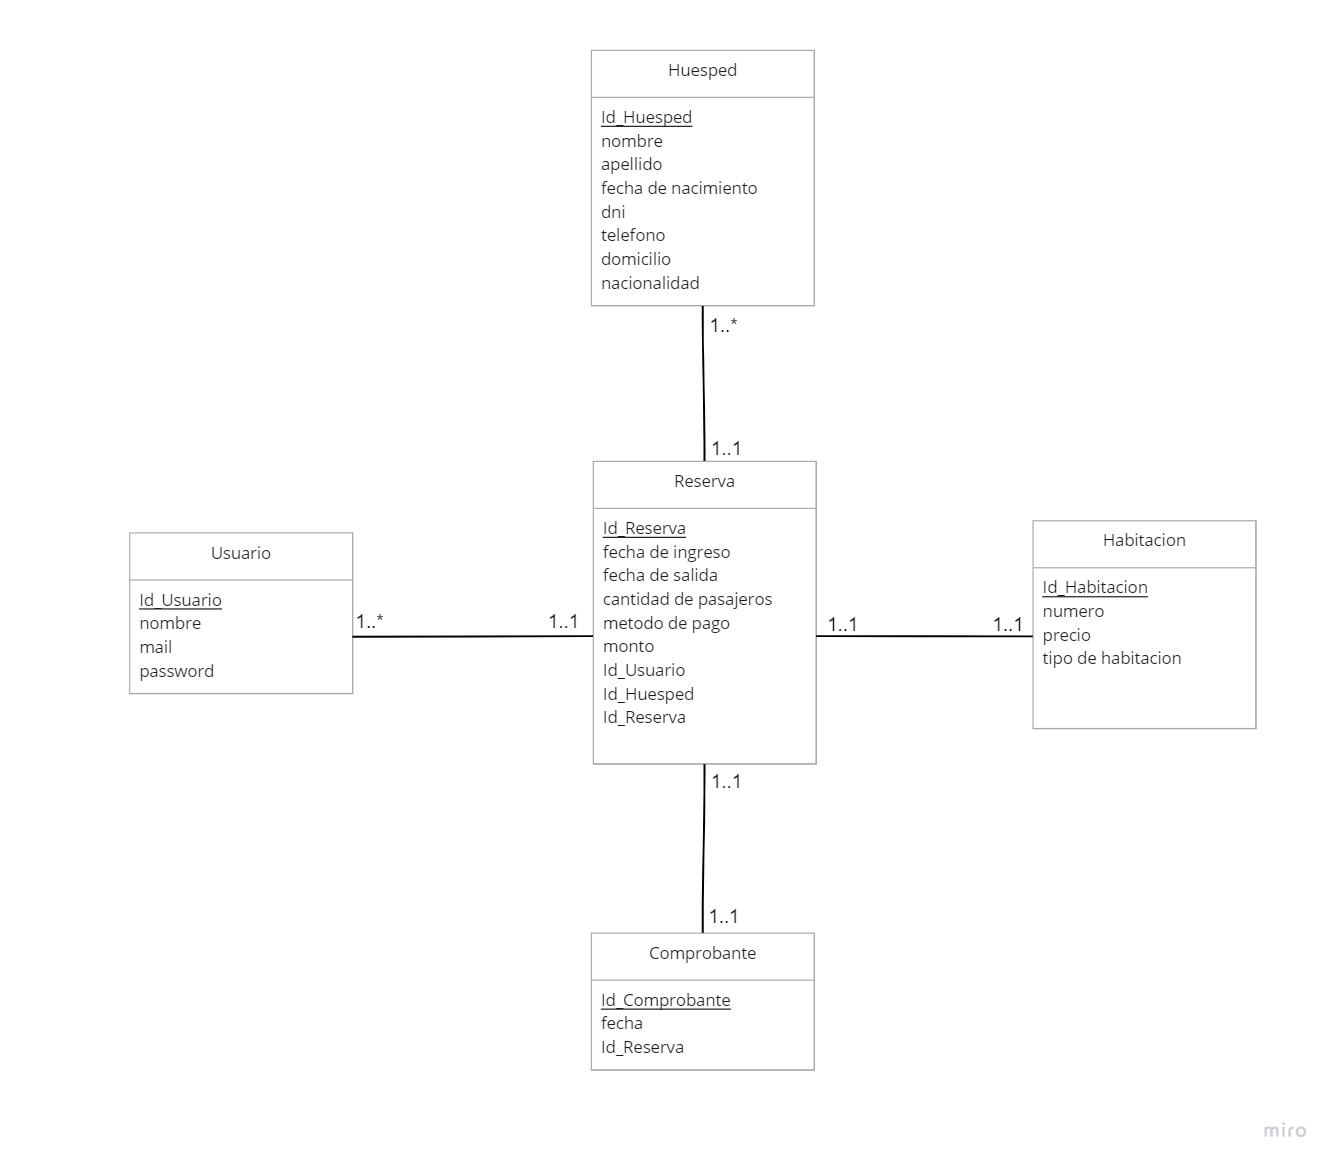 Huesped
Id_Huesped
nombre
apellido
fecha de nacimiento
dni
telefono
domicilio
nacionalidad
1..*
1..1
Reserva
Id_Reserva
fecha de ingreso
fecha de salida
cantidad de pasajeros
metodo de pago
monto
Id_Usuario
Id_Huesped
Id_Reserva
Usuario
Id_Usuario
nombre
mail
password
1..*
1..1
1..1
1..1
Habitacion
Id_Habitacion
numero
precio
tipo de habitacion
1..1
1..1
Comprobante
Id_Comprobante
fecha
Id_Reserva
miro